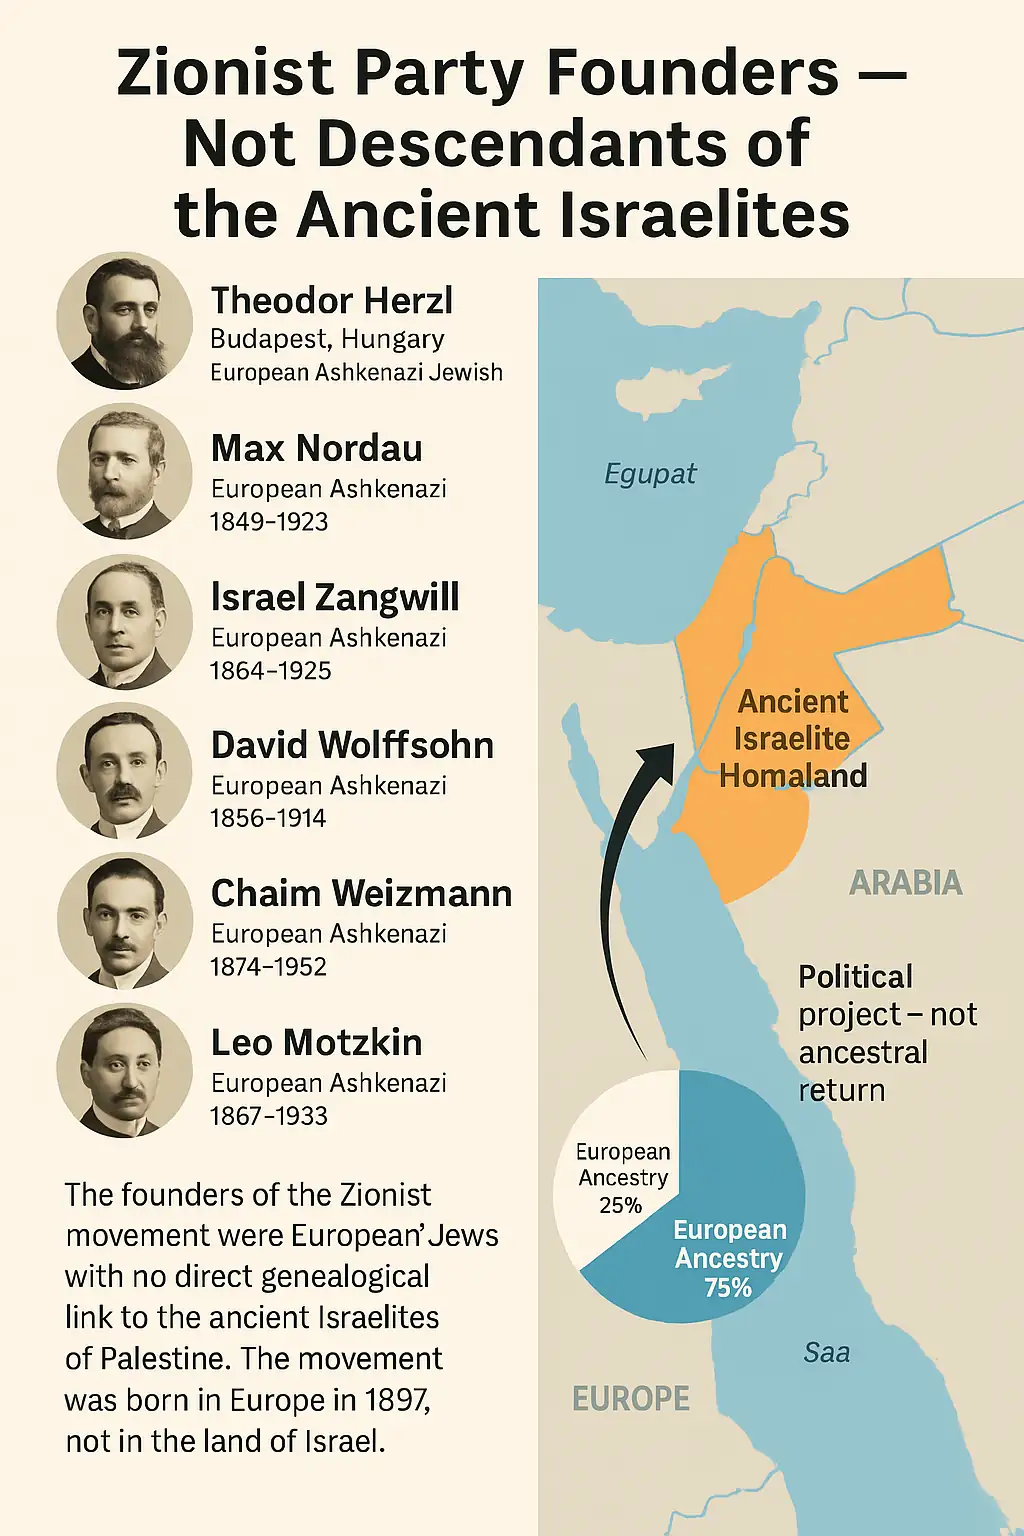 Zionist Party Founders —
Not Descendants of
the Ancient Israelites
Theodor Herzl
Budapest, Hungary
European Ashkenazi Jewish
Max Nordau
European Ashkenazi
1849–1923
Israel Zangwill
European Ashkenazi
1864–1925
David Wolffsohn
European Ashkenazi
1856–1914
Chaim Weizmann
European Ashkenazi
1874–1952
Leo Motzkin
European Ashkenazi
1867–1933
The founders of the Zionist
movement were European’Jews
with no direct genealogical
link to the ancient Israelites
of Palestine. The movement
was born in Europe in 1897,
not in the land of Israel.
Egupat
Ancient
Israelite
Homaland
ARABIA
Political
project – not
ancestral
return
European
Ancestry
25%
European
Ancestry
75%
Saa
EUROPE